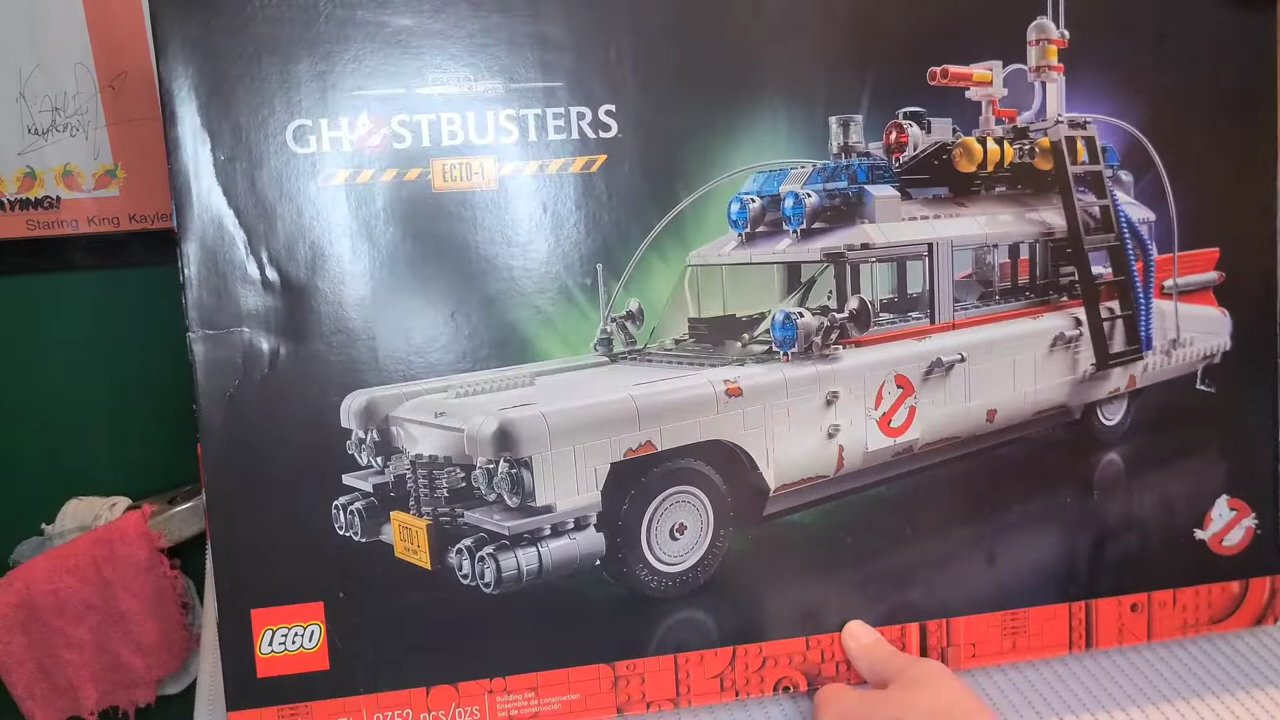 AYING!
Staring King Kayler
GHOSTBUSTERS
ECTO-1
ECTO-1
LEGO
pcs/pzs
Building Set
Ensemble de construction
Set de construcción